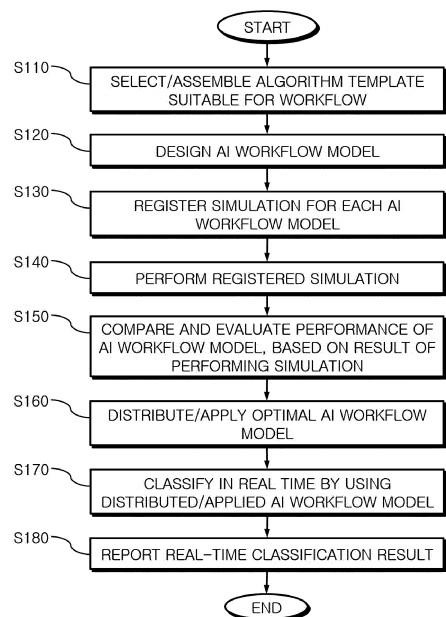 START
S110
SELECT/ASSEMBLE ALGORITHM TEMPLATE
SUITABLE FOR WORKFLOW
S120
DESIGN AI WORKFLOW MODEL
S130
REGISTER SIMULATION FOR EACH AI
WORKFLOW MODEL
S140
PERFORM REGISTERED SIMULATION
S150
COMPARE AND EVALUATE PERFORMANCE OF
AI WORKFLOW MODEL, BASED ON RESULT OF
PERFORMING SIMULATION
S160
DISTRIBUTE/APPLY OPTIMAL AI WORKFLOW
MODEL
S170
CLASSIFY IN REAL TIME BY USING
DISTRIBUTED/APPLIED AI WORKFLOW MODEL
S180
REPORT REAL-TIME CLASSIFICATION RESULT
END